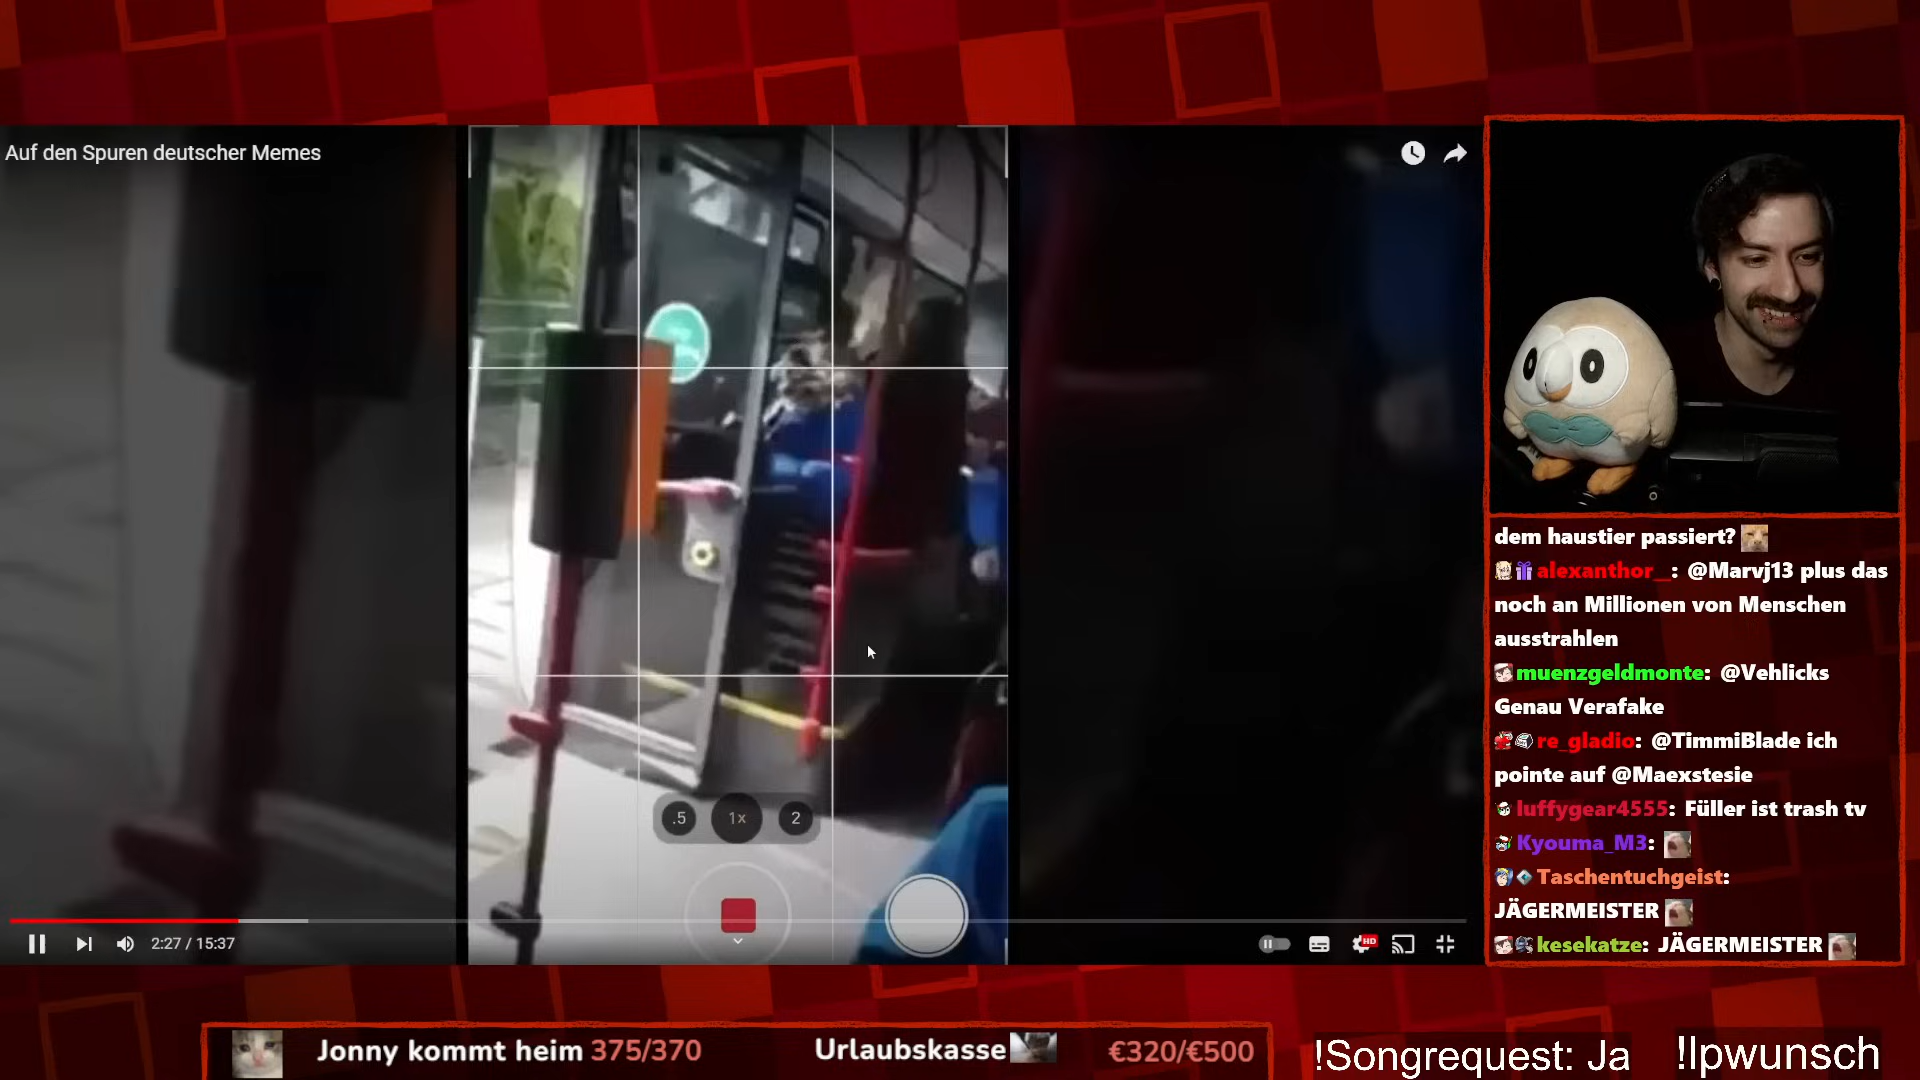 Auf den Spuren deutscher Memes
.5 1x 2
2:27 / 15:37
HD
dem haustier passiert?
alexanthor__: @Marvj13 plus das
noch an Millionen von Menschen
ausstrahlen
muenzgeldmonte: @Vehlicks
Genau Verafake
re_gladio: @TimmiBlade ich
pointe auf @Maexstesie
luffygear4555: Füller ist trash tv
Kyouma_M3:
Taschentuchgeist:
JÄGERMEISTER
kesekatze: JÄGERMEISTER
Jonny kommt heim 375/370
Urlaubskasse €320/€500
!Songrequest: Ja
!lpwunsch